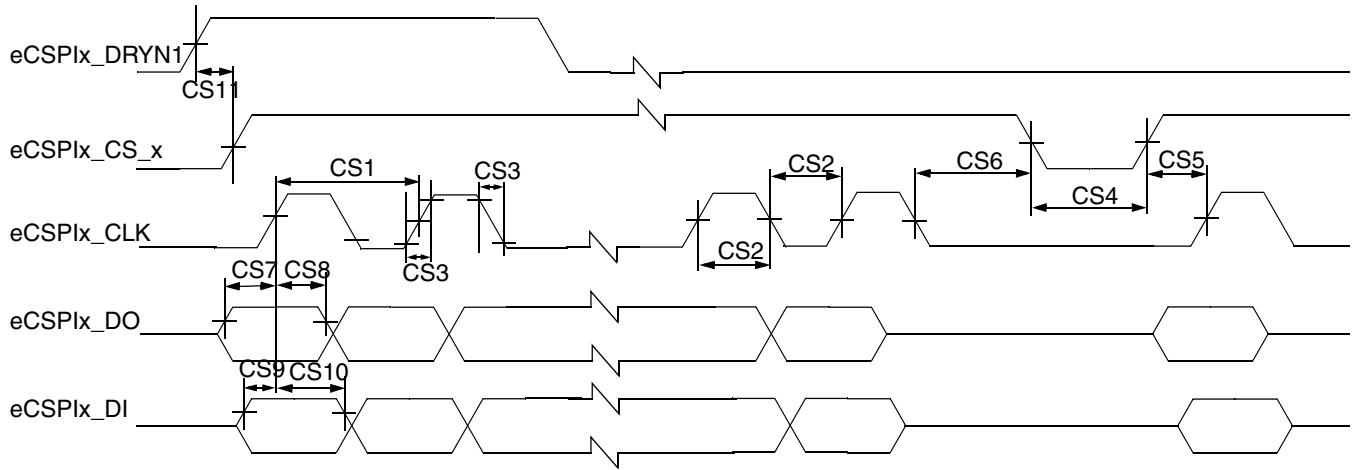 eCSPIx_DRYN1
CS11
eCSPIx_CS_x
CS1
CS3
CS2
CS6
CS5
CS4
eCSPIx_CLK
CS3
CS2
CS7
CS8
eCSPIx_DO
CS9
CS10
eCSPIx_DI